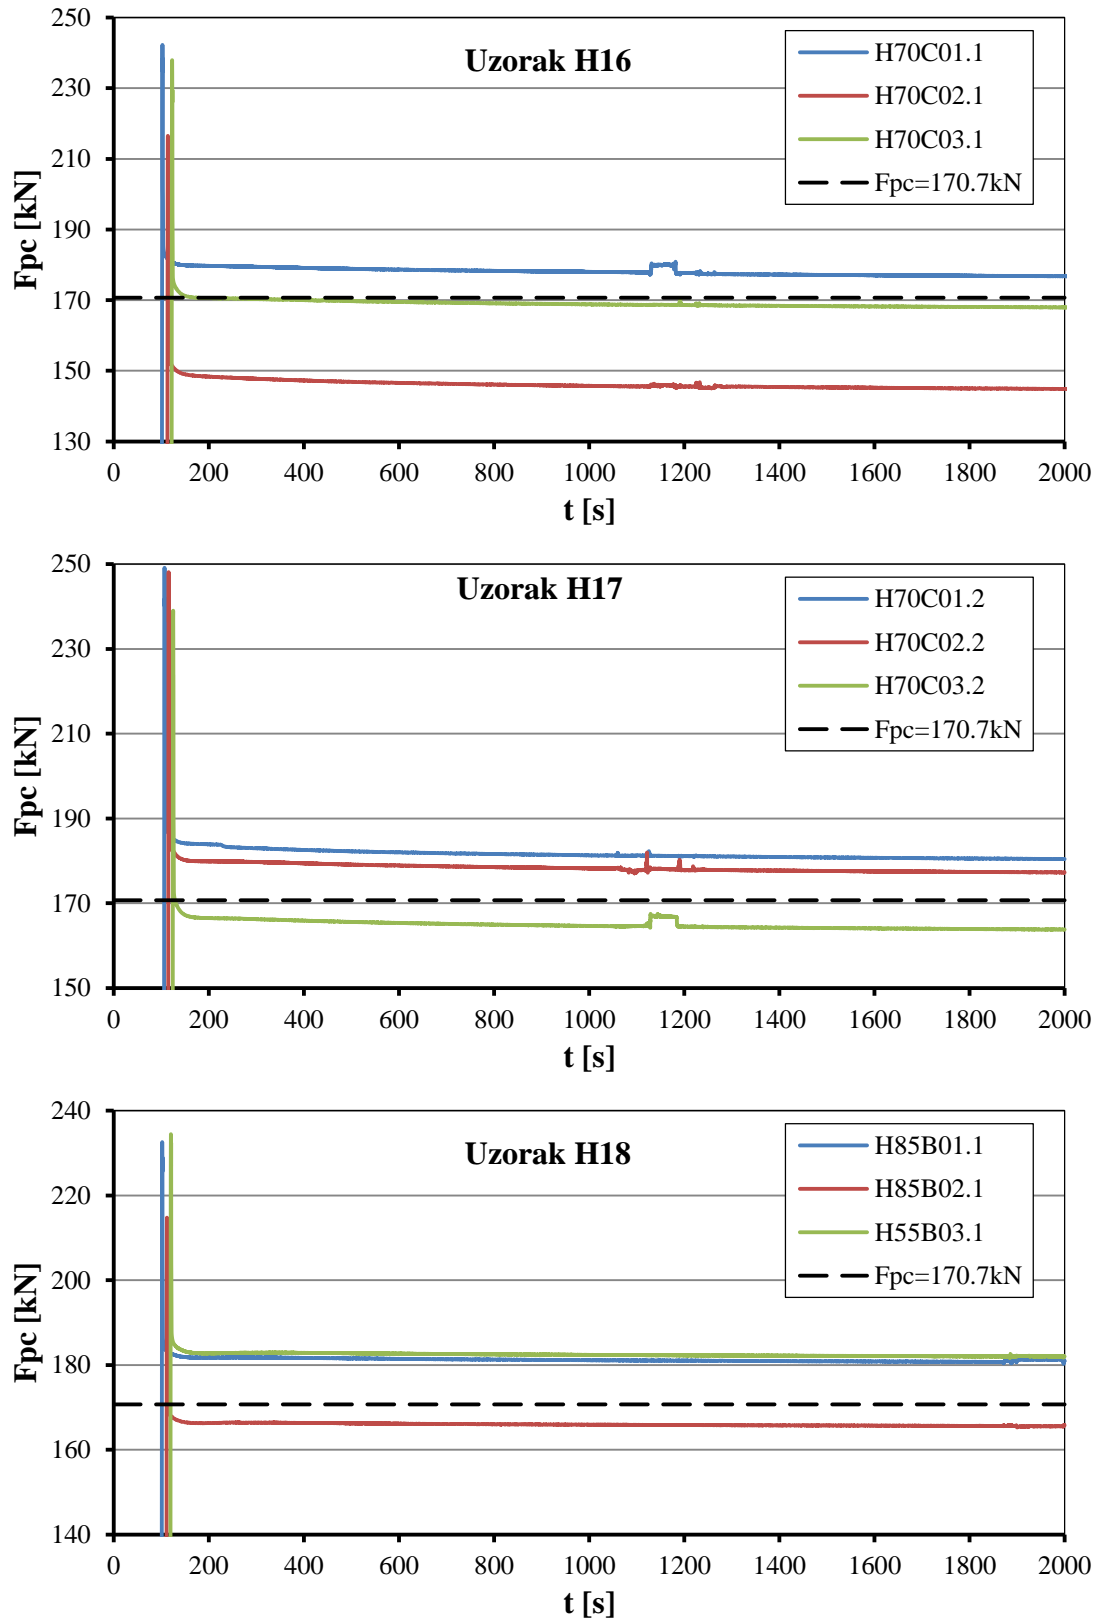 250
230
210
190
170
150
130
Fpc [kN]
Uzorak H16
H70C01.1
H70C02.1
H70C03.1
Fpc=170.7kN
0 200 400 600 800 1000 1200 1400 1600 1800 2000
t [s]
250
230
210
190
170
150
Fpc [kN]
Uzorak H17
H70C01.2
H70C02.2
H70C03.2
Fpc=170.7kN
0 200 400 600 800 1000 1200 1400 1600 1800 2000
t [s]
240
220
200
180
160
140
Fpc [kN]
Uzorak H18
H85B01.1
H85B02.1
H55B03.1
Fpc=170.7kN
0 200 400 600 800 1000 1200 1400 1600 1800 2000
t [s]